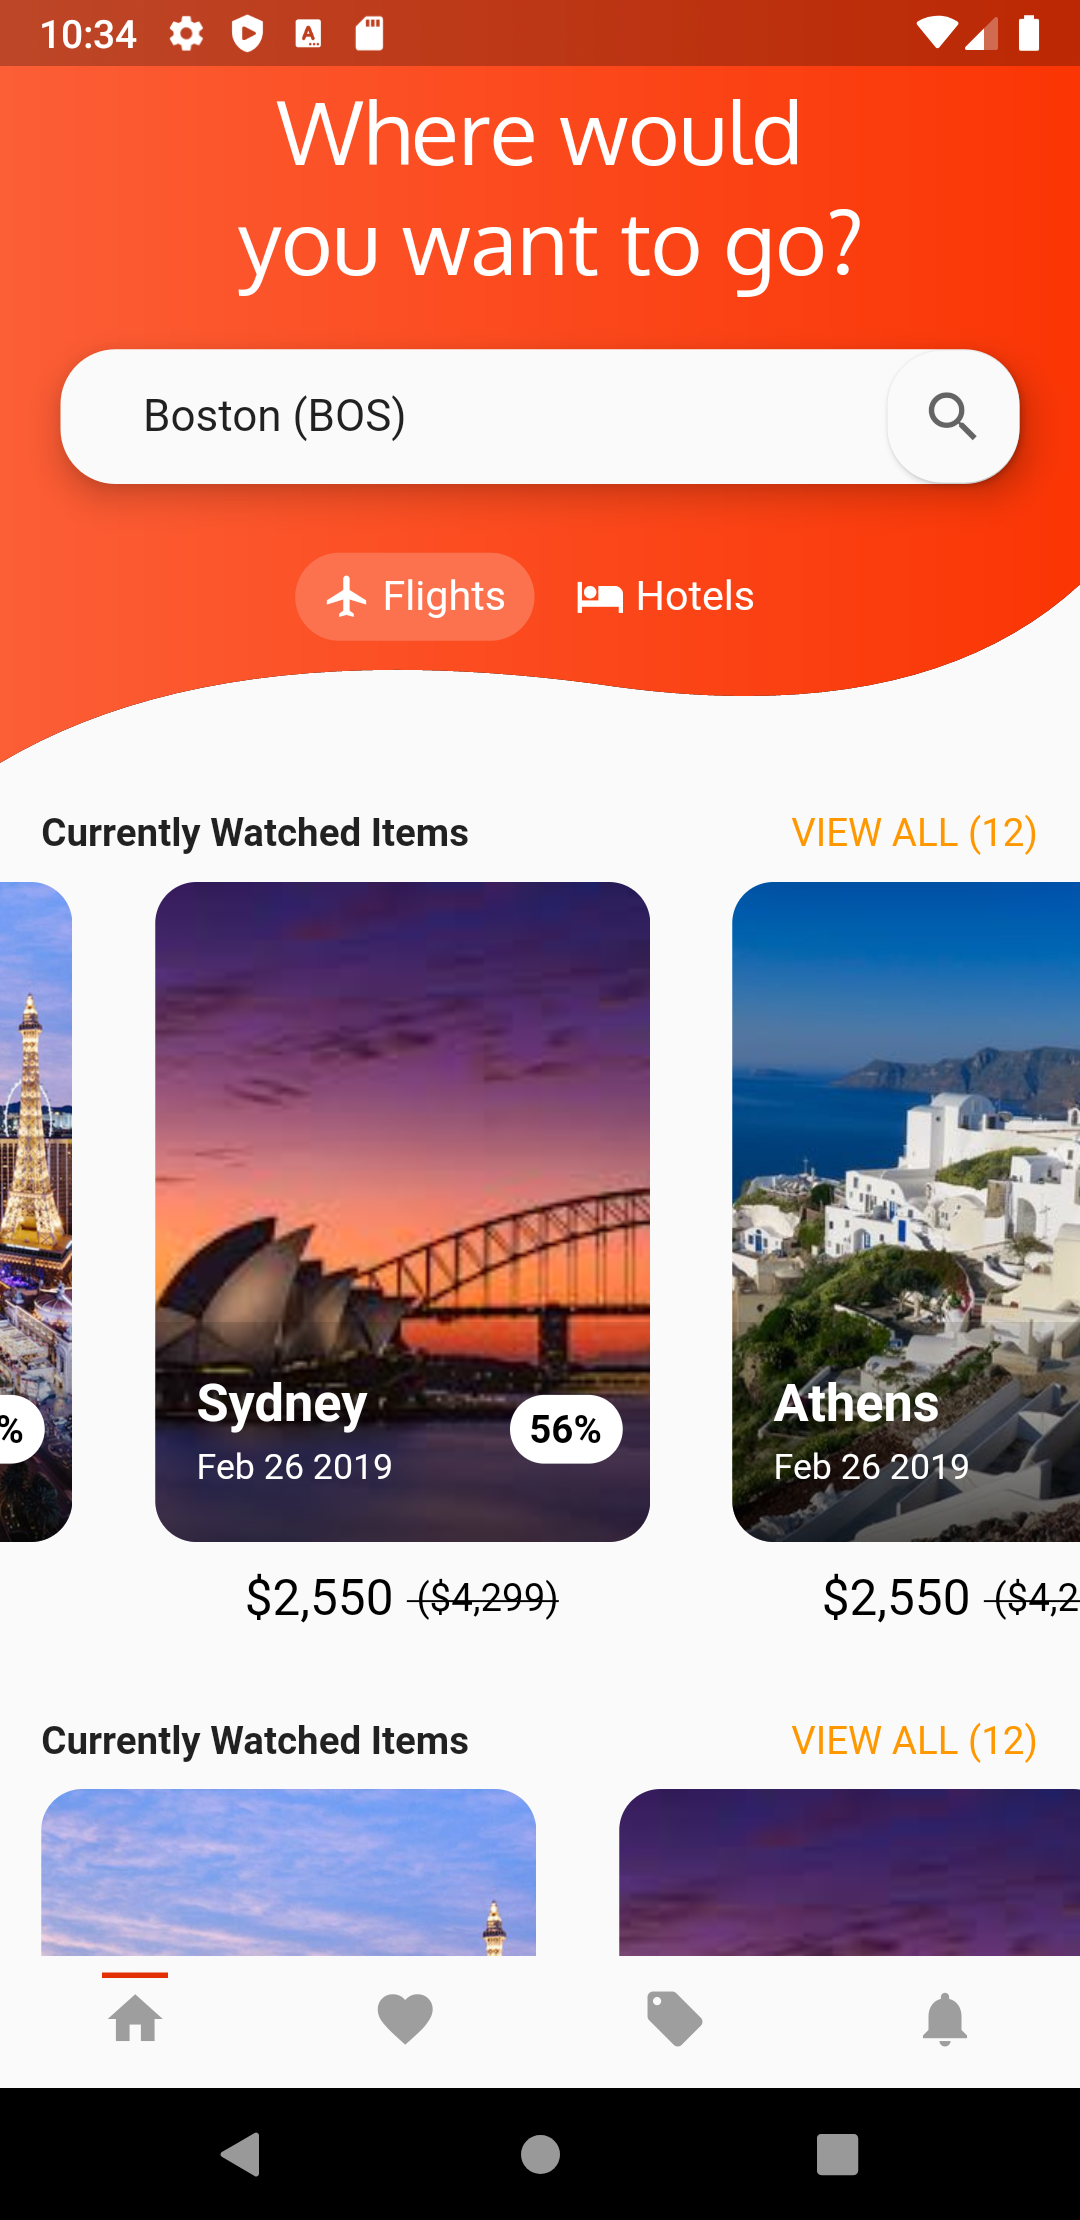 10:34
Where would
you want to go?
Boston (BOS)
Flights
Hotels
Currently Watched Items
VIEW ALL (12)
%
Sydney
56%
Feb 26 2019
Athens
Feb 26 2019
$2,550 ($4,299)
$2,550 ($4,2
Currently Watched Items
VIEW ALL (12)